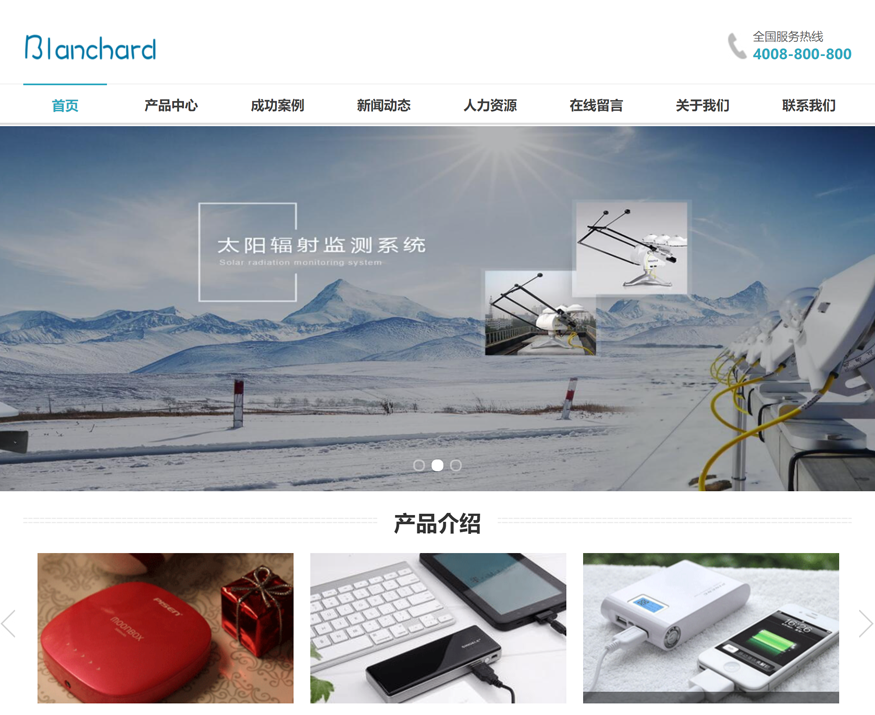 Blanchard
全国服务热线
4008-800-800
首页 产品中心 成功案例 新闻动态 人力资源 在线留言 关于我们 联系我们
太阳辐射监测系统
Solar radiation monitoring system
产品介绍
PISEN
moonbox